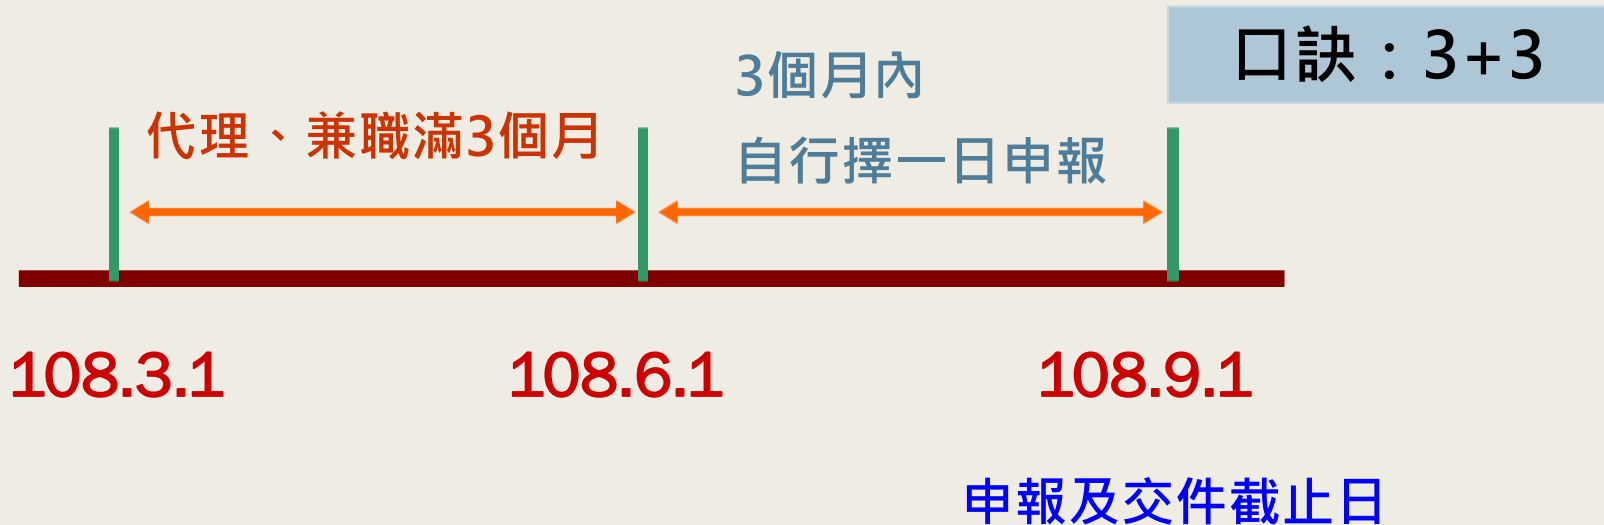 口訣：3+3
3個月內
代理、兼職滿3個月
自行擇一日申報
108.3.1
108.6.1
108.9.1
申報及交件截止日